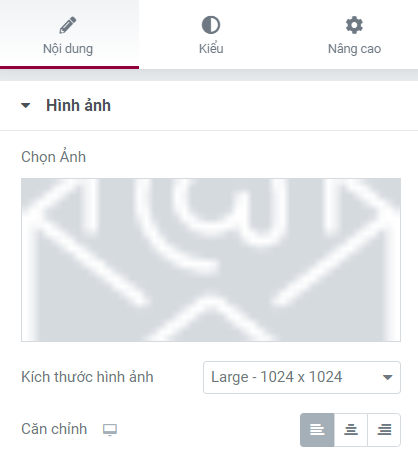 Nội dung
Kiểu
Nâng cao
Hình ảnh
Chọn Ảnh
Kích thước hình ảnh
Large - 1024 x 1024
Căn chỉnh